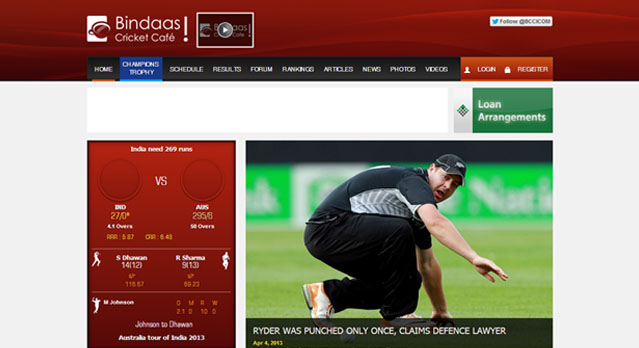 Bindaas!
Cricket Café
Bindaas
Cricket Café
Follow @BCCICOM
HOME
CHAMPIONS
TROPHY
SCHEDULE
RESULTS
FORUM
RANKINGS
ARTICLES
NEWS
PHOTOS
VIDEOS
LOGIN
REGISTER
Loan
Arrangements
India need 269 runs
VS
IND AUS
27/0* 295/8
4.1 Overs 50 Overs
RRR : 5.87 CRR : 6.48
S Dhawan R Sharma
14(12) 9(13)
116.67 69.23
M Johnson O M R W
2.1 0 10 0
Johnson to Dhawan
Australia tour of India 2013
RYDER WAS PUNCHED ONLY ONCE, CLAIMS DEFENCE LAWYER
Apr 4, 2013